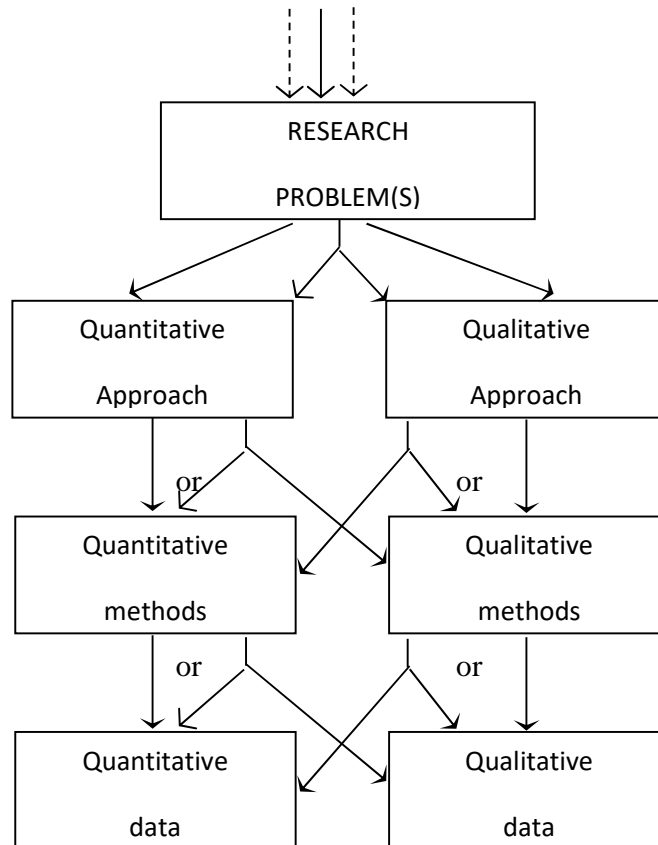 RESEARCH
PROBLEM(S)
Quantitative
Approach
Qualitative
Approach
or
or
Quantitative
methods
Qualitative
methods
or
or
Quantitative
data
Qualitative
data